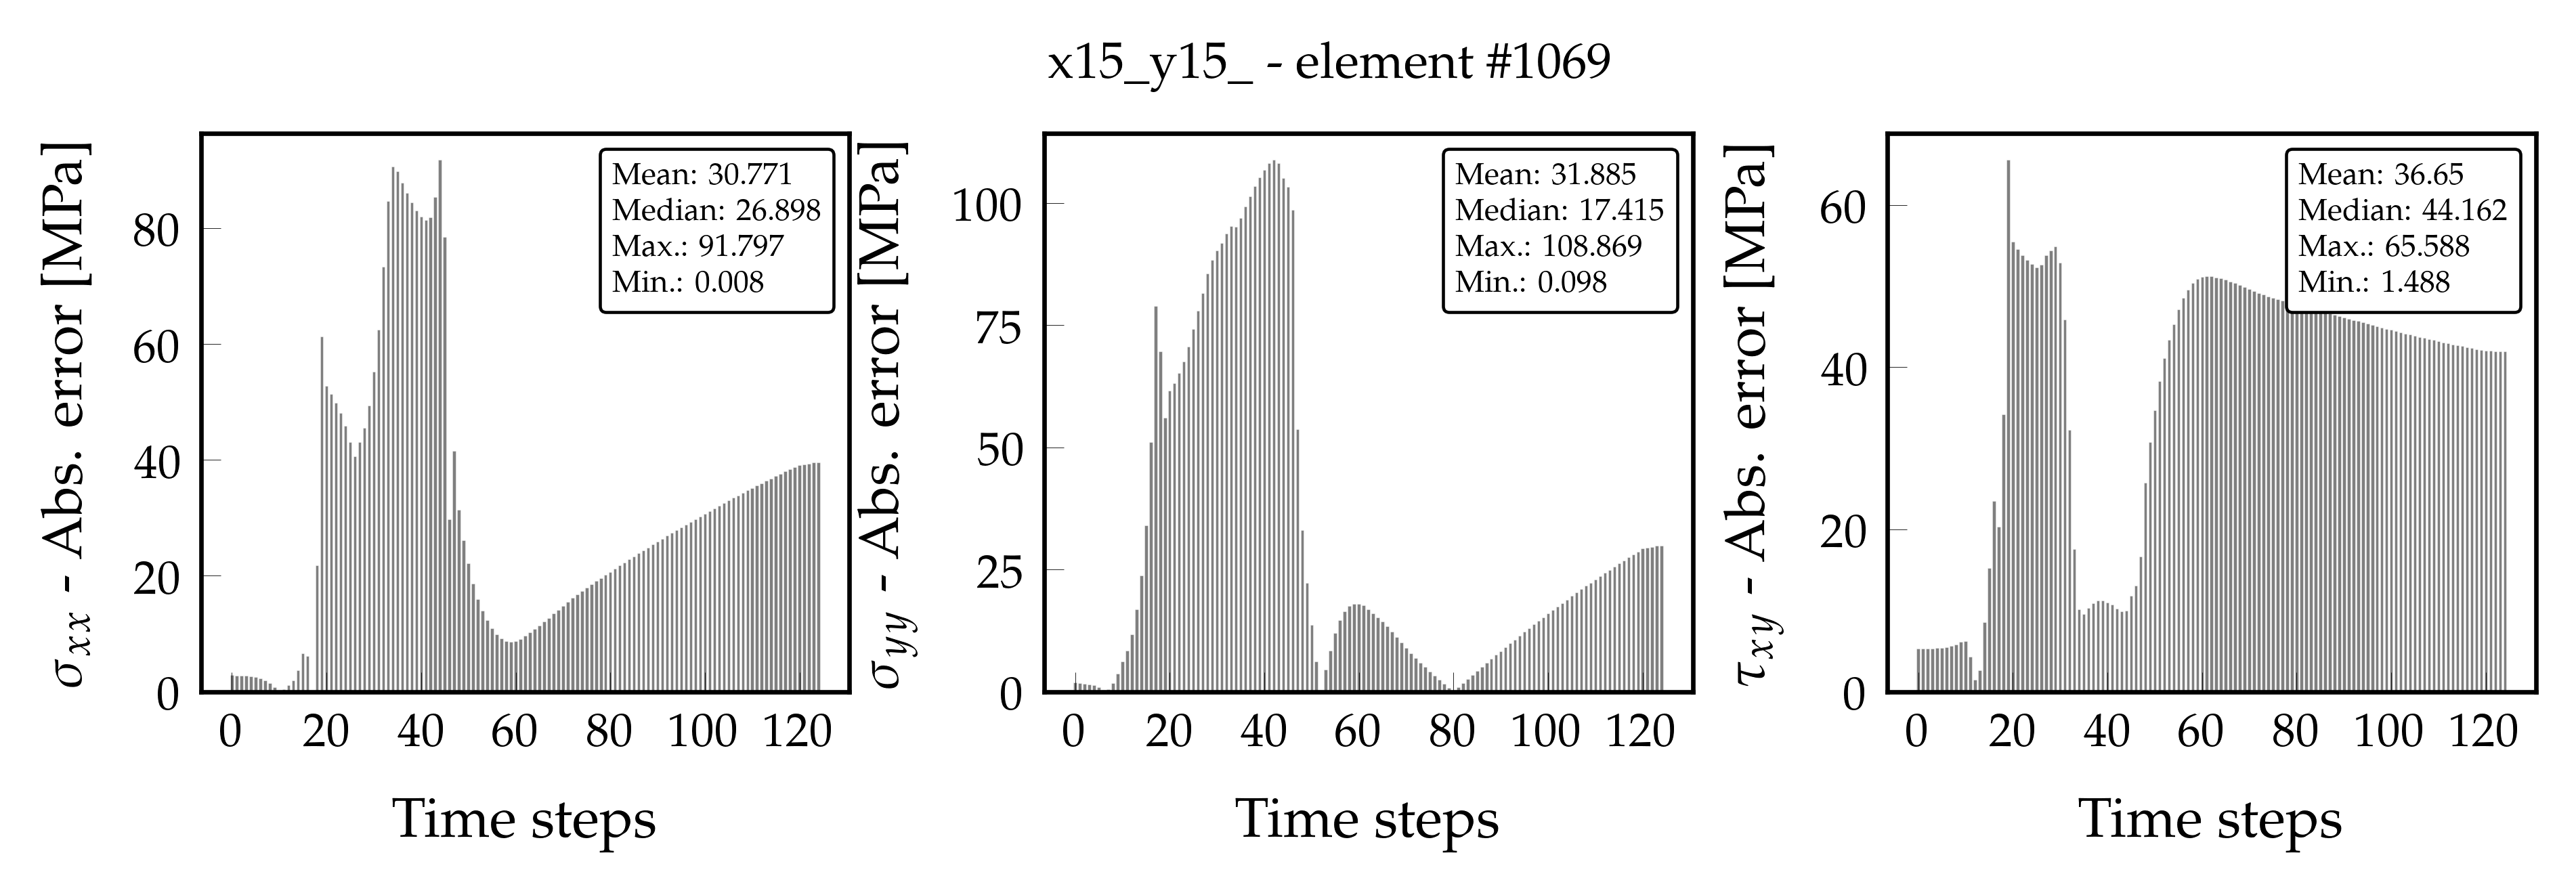 x15_y15_ - element #1069
σxx - Abs. error [MPa]
80
60
40
20
0
Mean: 30.771
Median: 26.898
Max.: 91.797
Min.: 0.008
0 20 40 60 80 100 120
Time steps
σyy - Abs. error [MPa]
100
75
50
25
0
Mean: 31.885
Median: 17.415
Max.: 108.869
Min.: 0.098
0 20 40 60 80 100 120
Time steps
τxy - Abs. error [MPa]
60
40
20
0
Mean: 36.65
Median: 44.162
Max.: 65.588
Min.: 1.488
0 20 40 60 80 100 120
Time steps